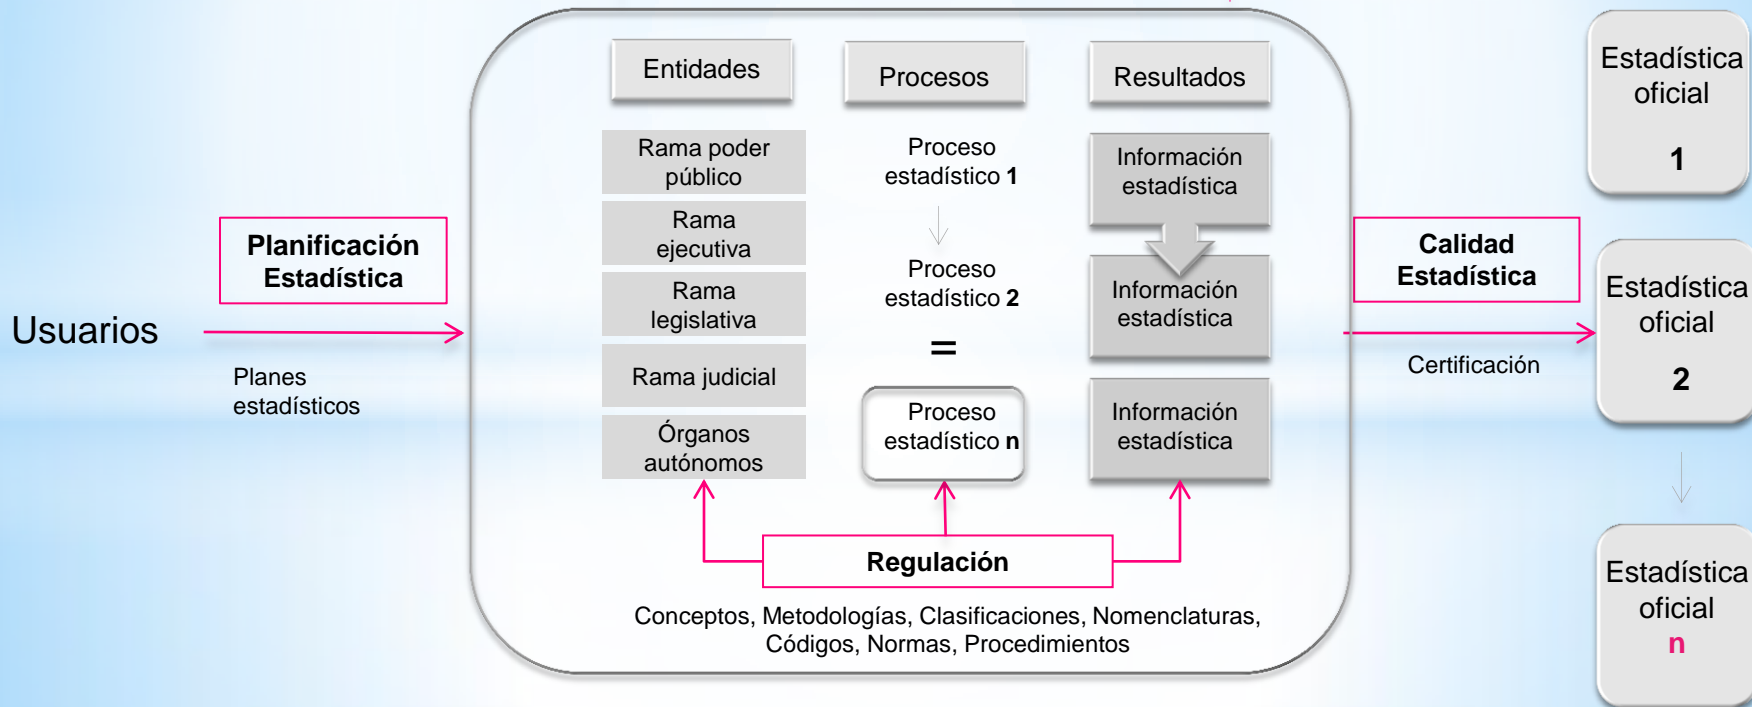 Usuarios
Planificación
Estadística
Planes
estadísticos
Entidades
Rama poder
público
Rama
ejecutiva
Rama
legislativa
Rama judicial
Órganos
autónomos
Procesos
Proceso
estadístico 1
Proceso
estadístico 2
=
Proceso
estadístico n
Resultados
Información
estadística
Información
estadística
Información
estadística
Regulación
Conceptos, Metodologías, Clasificaciones, Nomenclaturas,
Códigos, Normas, Procedimientos
Calidad
Estadística
Certificación
Estadística
oficial
1
Estadística
oficial
2
Estadística
oficial
n